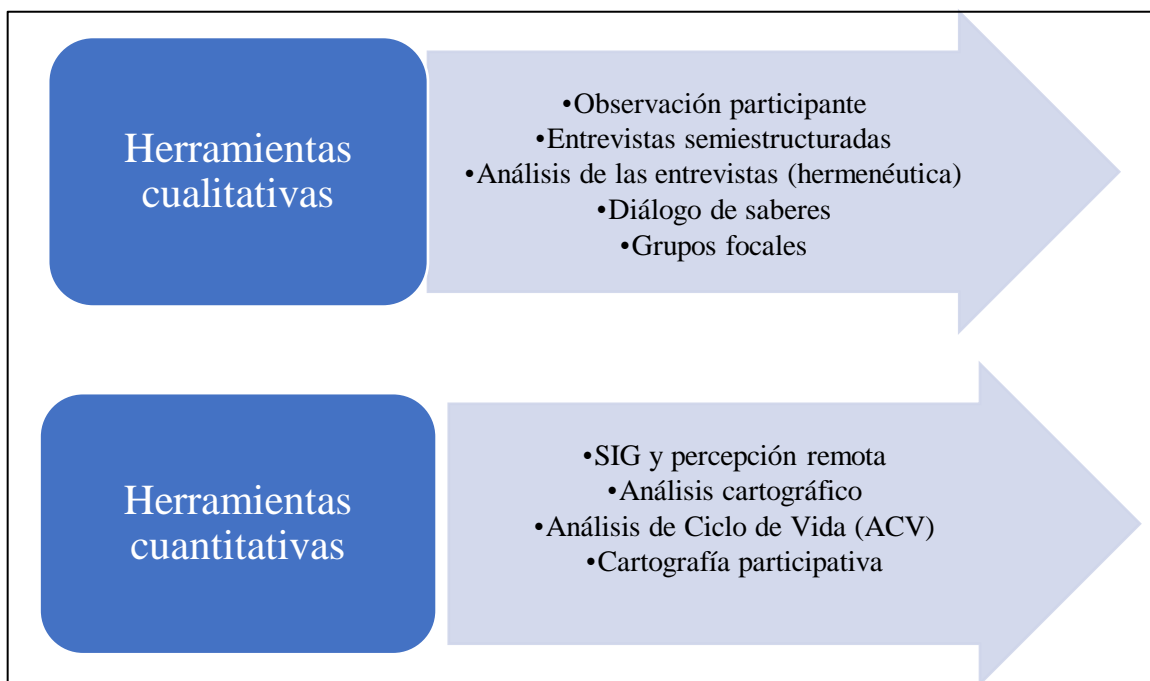 Herramientas
cualitativas
•Observación participante
•Entrevistas semiestructuradas
•Análisis de las entrevistas (hermenéutica)
•Diálogo de saberes
•Grupos focales
Herramientas
cuantitativas
•SIG y percepción remota
•Análisis cartográfico
•Análisis de Ciclo de Vida (ACV)
•Cartografía participativa